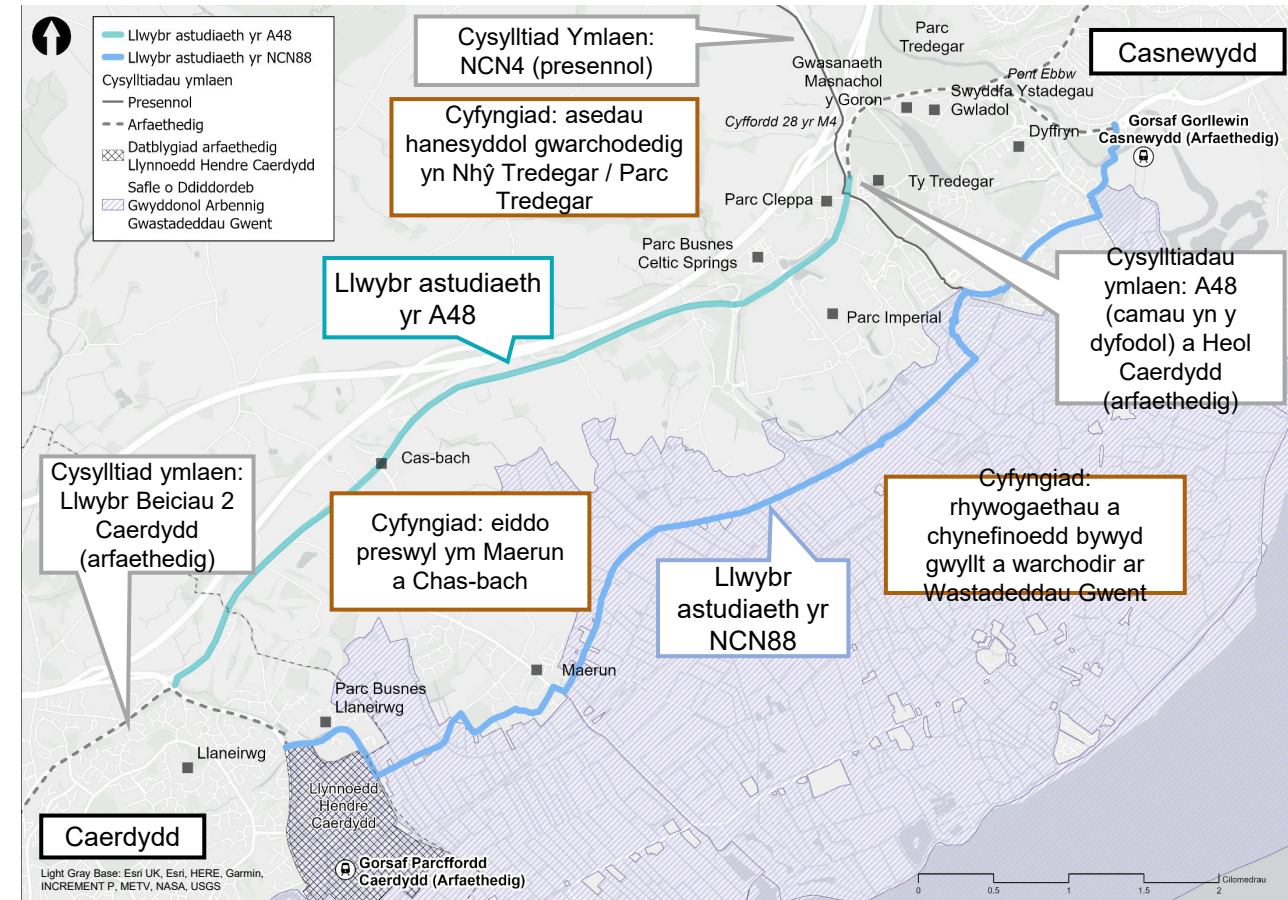 Llwybr astudiaeth yr A48
Llwybr astudiaeth yr NCN88
Cysylltiadau ymlaen
Presennol
Arfaethedig
Datblygiad arfaethedig
Llynnoedd Hendre Caerdydd
Safle o Ddiddordeb
Gwyddonol Arbennig
Gwastadeddau Gwent
Cysylltiad Ymlaen:
NCN4 (presennol)
Parc
Tredegar
Casnewydd
Gwasanaeth
Masnachol
y Goron
Pont Ebbw
Swyddfa Ystadegau
Gwladol
Cyffordd 28 yr M4
Dyffryn
Gorsaf Gorllewin
Casnewydd (Arfaethedig)
Cyfyngiad: asedau
hanesyddol gwarchodedig
yn Nhŷ Tredegar / Parc
Tredegar
Ty Tredegar
Parc Cleppa
Parc Busnes
Celtic Springs
Parc Imperial
Llwybr astudiaeth
yr A48
Cysylltiadau
ymlaen: A48
(camau yn y
dyfodol) a Heol
Caerdydd
(arfaethedig)
Cas-bach
Cysylltiad ymlaen:
Llwybr Beiciau 2
Caerdydd
(arfaethedig)
Cyfyngiad: eiddo
preswyl ym Maerun
a Chas-bach
Cyfyngiad:
rhywogaethau a
chynefinoedd bywyd
gwyllt a warchodir ar
Wastadeddau Gwent
Llwybr
astudiaeth yr
NCN88
Maerun
Parc Busnes
Llaneirwg
Llaneirwg
Llynnoedd
Hendre
Caerdydd
Caerdydd
Gorsaf Parcffordd
Caerdydd (Arfaethedig)
Light Gray Base: Esri UK, Esri, HERE, Garmin,
INCREMENT P, METV, NASA, USGS
Cilomedrau
0 0.5 1 1.5 2